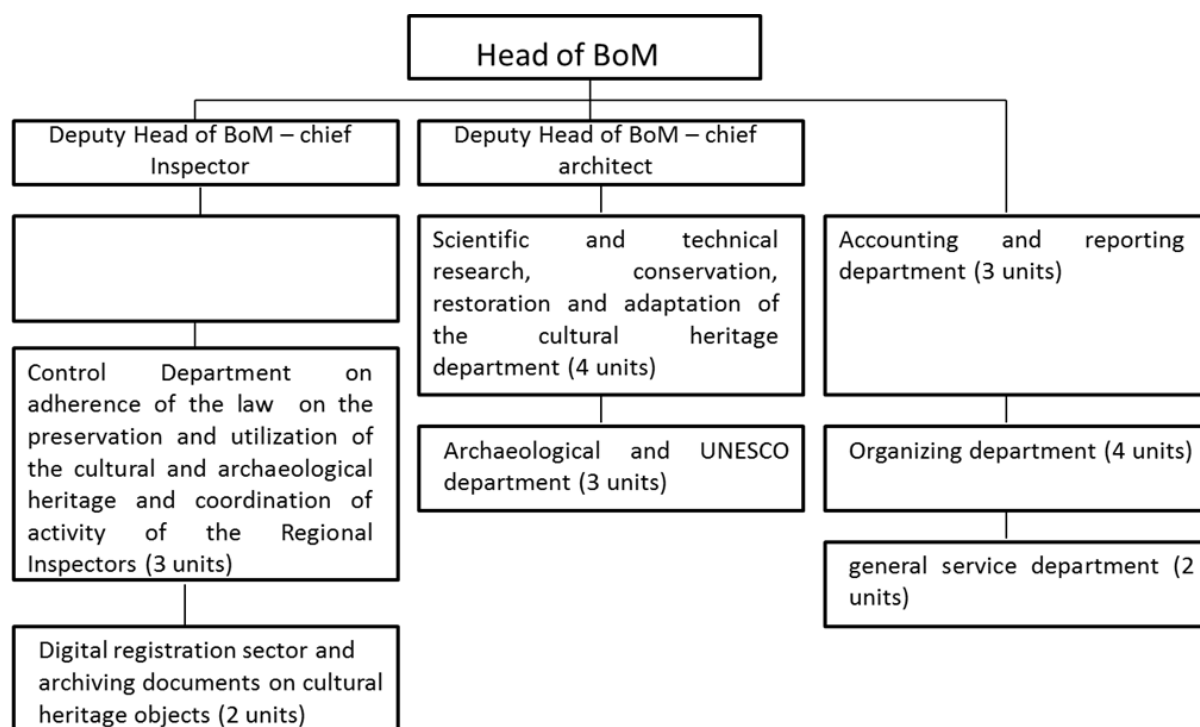 Head of BoM
Deputy Head of BoM – chief
Inspector
Deputy Head of BoM – chief
architect
Scientific and technical
research, conservation,
restoration and adaptation of
the cultural heritage
department (4 units)
Accounting and reporting
department (3 units)
Control Department on
adherence of the law on the
preservation and utilization of
the cultural and archaeological
heritage and coordination of
activity of the Regional
Inspectors (3 units)
Archaeological and UNESCO
department (3 units)
Organizing department (4 units)
general service department (2
units)
Digital registration sector and
archiving documents on cultural
heritage objects (2 units)